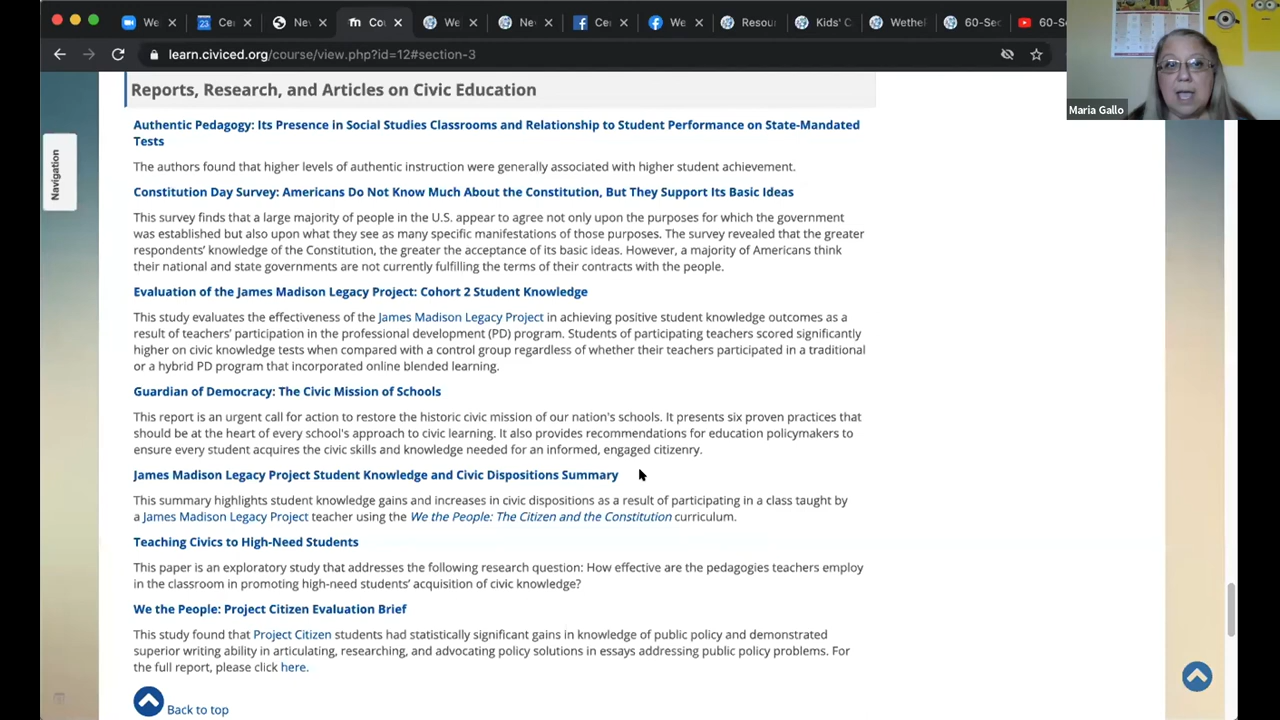 We
23
Cer
Nev
Cou
We
Nev
Cer
We
Resou
Kids' C
WetheP
60-Sec
60-S
learn.civiced.org/course/view.php?id=12#section-3
Maria Gallo
Navigation
Reports, Research, and Articles on Civic Education
Authentic Pedagogy: Its Presence in Social Studies Classrooms and Relationship to Student Performance on State-Mandated
Tests
The authors found that higher levels of authentic instruction were generally associated with higher student achievement.
Constitution Day Survey: Americans Do Not Know Much About the Constitution, But They Support Its Basic Ideas
This survey finds that a large majority of people in the U.S. appear to agree not only upon the purposes for which the government
was established but also upon what they see as many specific manifestations of those purposes. The survey revealed that the greater
respondents' knowledge of the Constitution, the greater the acceptance of its basic ideas. However, a majority of Americans think
their national and state governments are not currently fulfilling the terms of their contracts with the people.
Evaluation of the James Madison Legacy Project: Cohort 2 Student Knowledge
This study evaluates the effectiveness of the James Madison Legacy Project in achieving positive student knowledge outcomes as a
result of teachers' participation in the professional development (PD) program. Students of participating teachers scored significantly
higher on civic knowledge tests when compared with a control group regardless of whether their teachers participated in a traditional
or a hybrid PD program that incorporated online blended learning.
Guardian of Democracy: The Civic Mission of Schools
This report is an urgent call for action to restore the historic civic mission of our nation's schools. It presents six proven practices that
should be at the heart of every school's approach to civic learning. It also provides recommendations for education policymakers to
ensure every student acquires the civic skills and knowledge needed for an informed, engaged citizenry.
James Madison Legacy Project Student Knowledge and Civic Dispositions Summary
This summary highlights student knowledge gains and increases in civic dispositions as a result of participating in a class taught by
a James Madison Legacy Project teacher using the We the People: The Citizen and the Constitution curriculum.
Teaching Civics to High-Need Students
This paper is an exploratory study that addresses the following research question: How effective are the pedagogies teachers employ
in the classroom in promoting high-need students' acquisition of civic knowledge?
We the People: Project Citizen Evaluation Brief
This study found that Project Citizen students had statistically significant gains in knowledge of public policy and demonstrated
superior writing ability in articulating, researching, and advocating policy solutions in essays addressing public policy problems. For
the full report, please click here.
Back to top